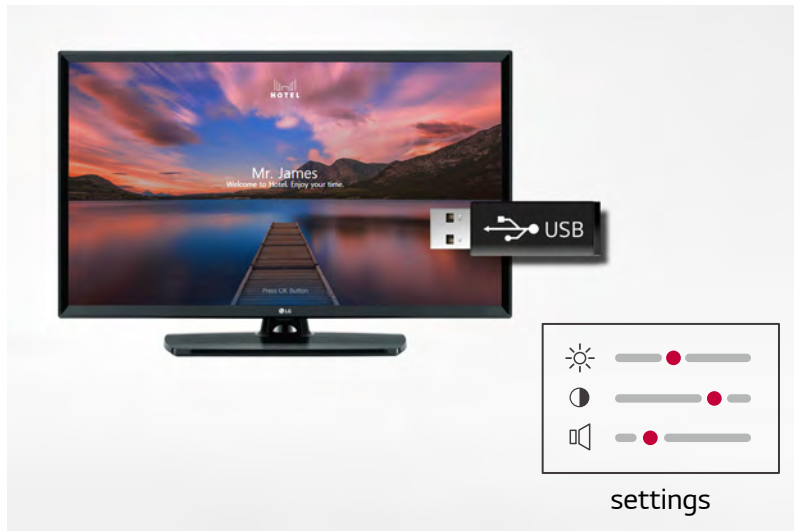 HOTEL
Mr. James
Welcome to Hotel. Enjoy your time.
USB
Press OK Button
LG
settings